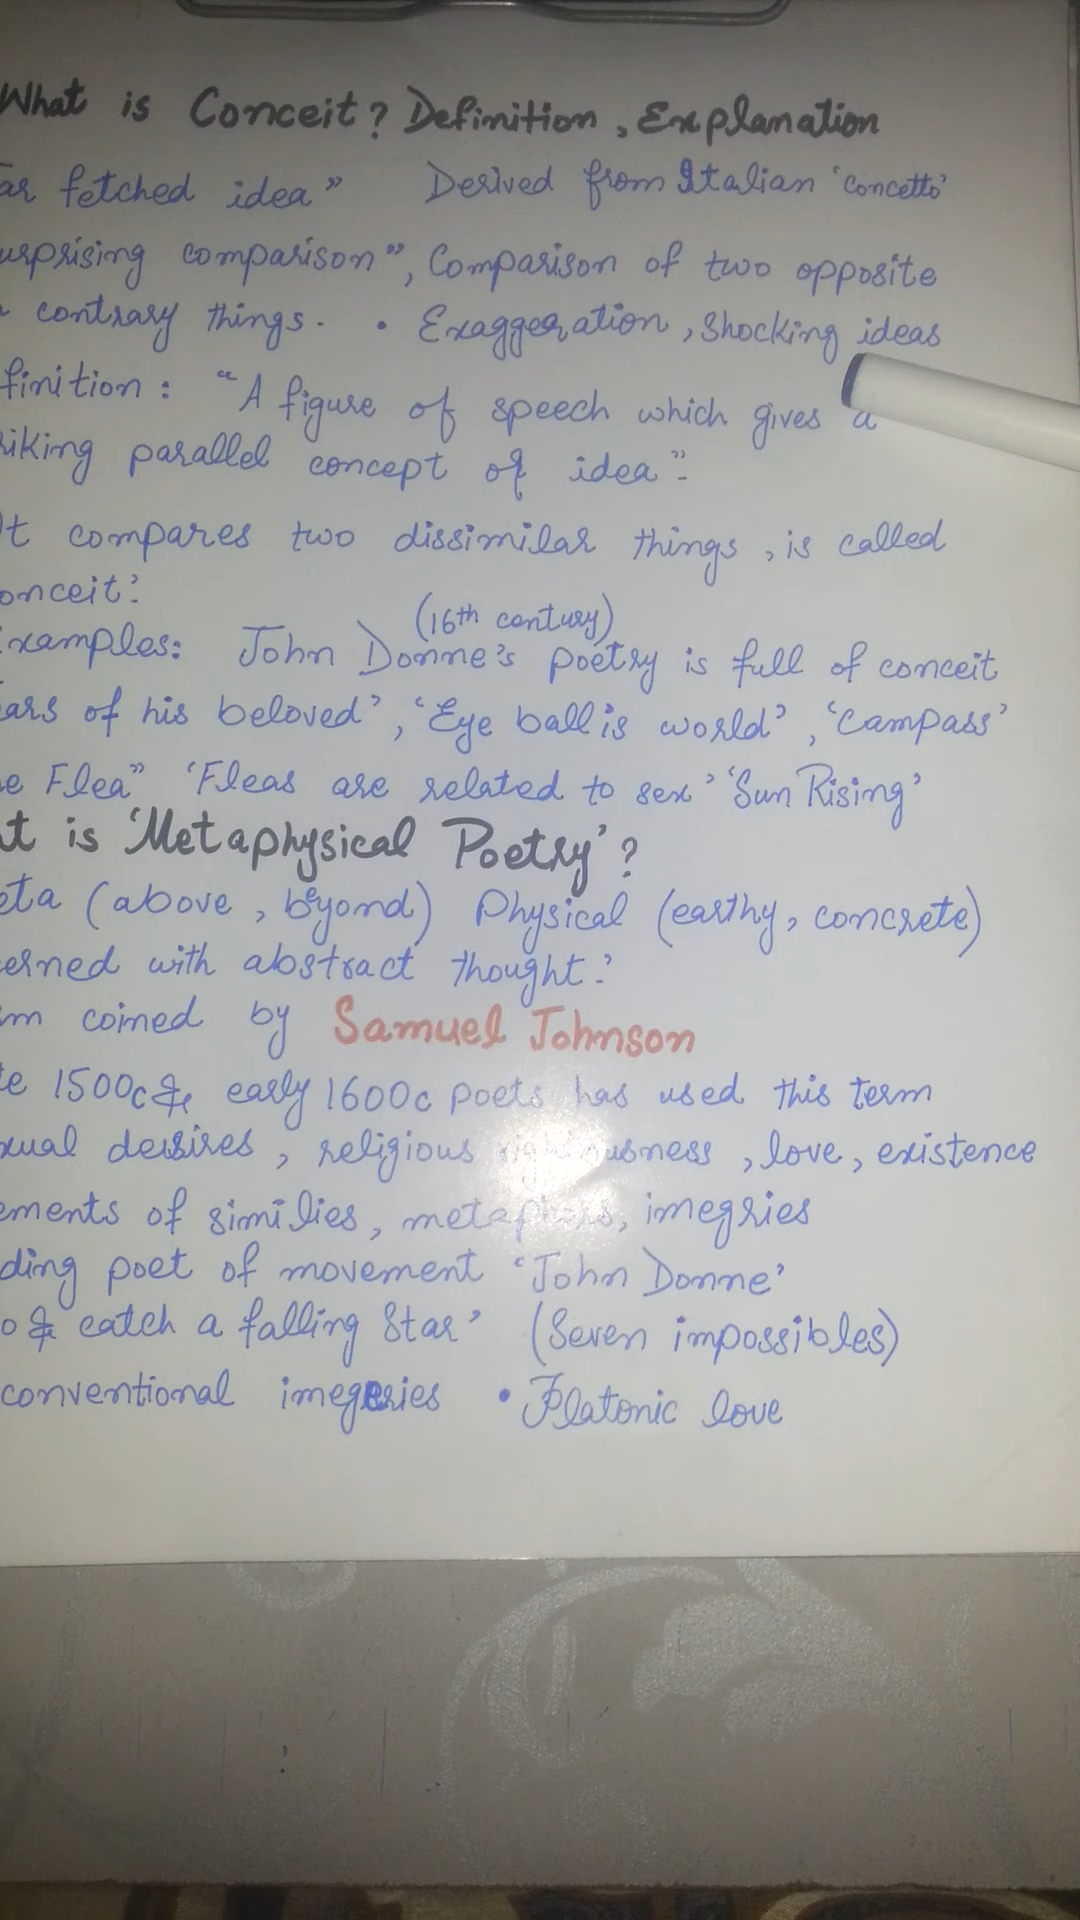 What is Conceit? Definition, Explanation
ar fetched idea" Derived from Italian 'concetto'
urprising comparison", Comparison of two opposite
contrary things. • Exaggeration, Shocking ideas
finition: "A figure of speech which gives a
riking parallel concept of idea".
It compares two dissimilar things, is called
onceit:
(16th century)
Examples: John Donne's poetry is full of conceit
ars of his beloved', 'Eye ball is world', 'Campass'
e Flea" 'Fleas are related to sex' 'Sun Rising'
t is 'Metaphysical Poetry'?
eta (above, beyond) Physical (earthy, concrete)
erned with abstract thought.'
m coined by Samuel Johnson
te 1500c & early 1600c poets has used this term
xual desires, religious righteousness, love, existence
ements of similies, metaphors, imegries
ding poet of movement 'John Donne'
o & catch a falling Star' (Seven impossibles)
conventional imegeries • Platonic love